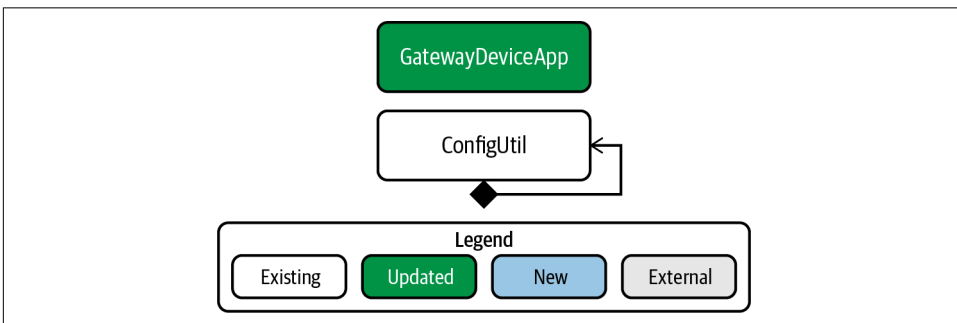 GatewayDeviceApp
ConfigUtil
Legend
Existing
Updated
New
External